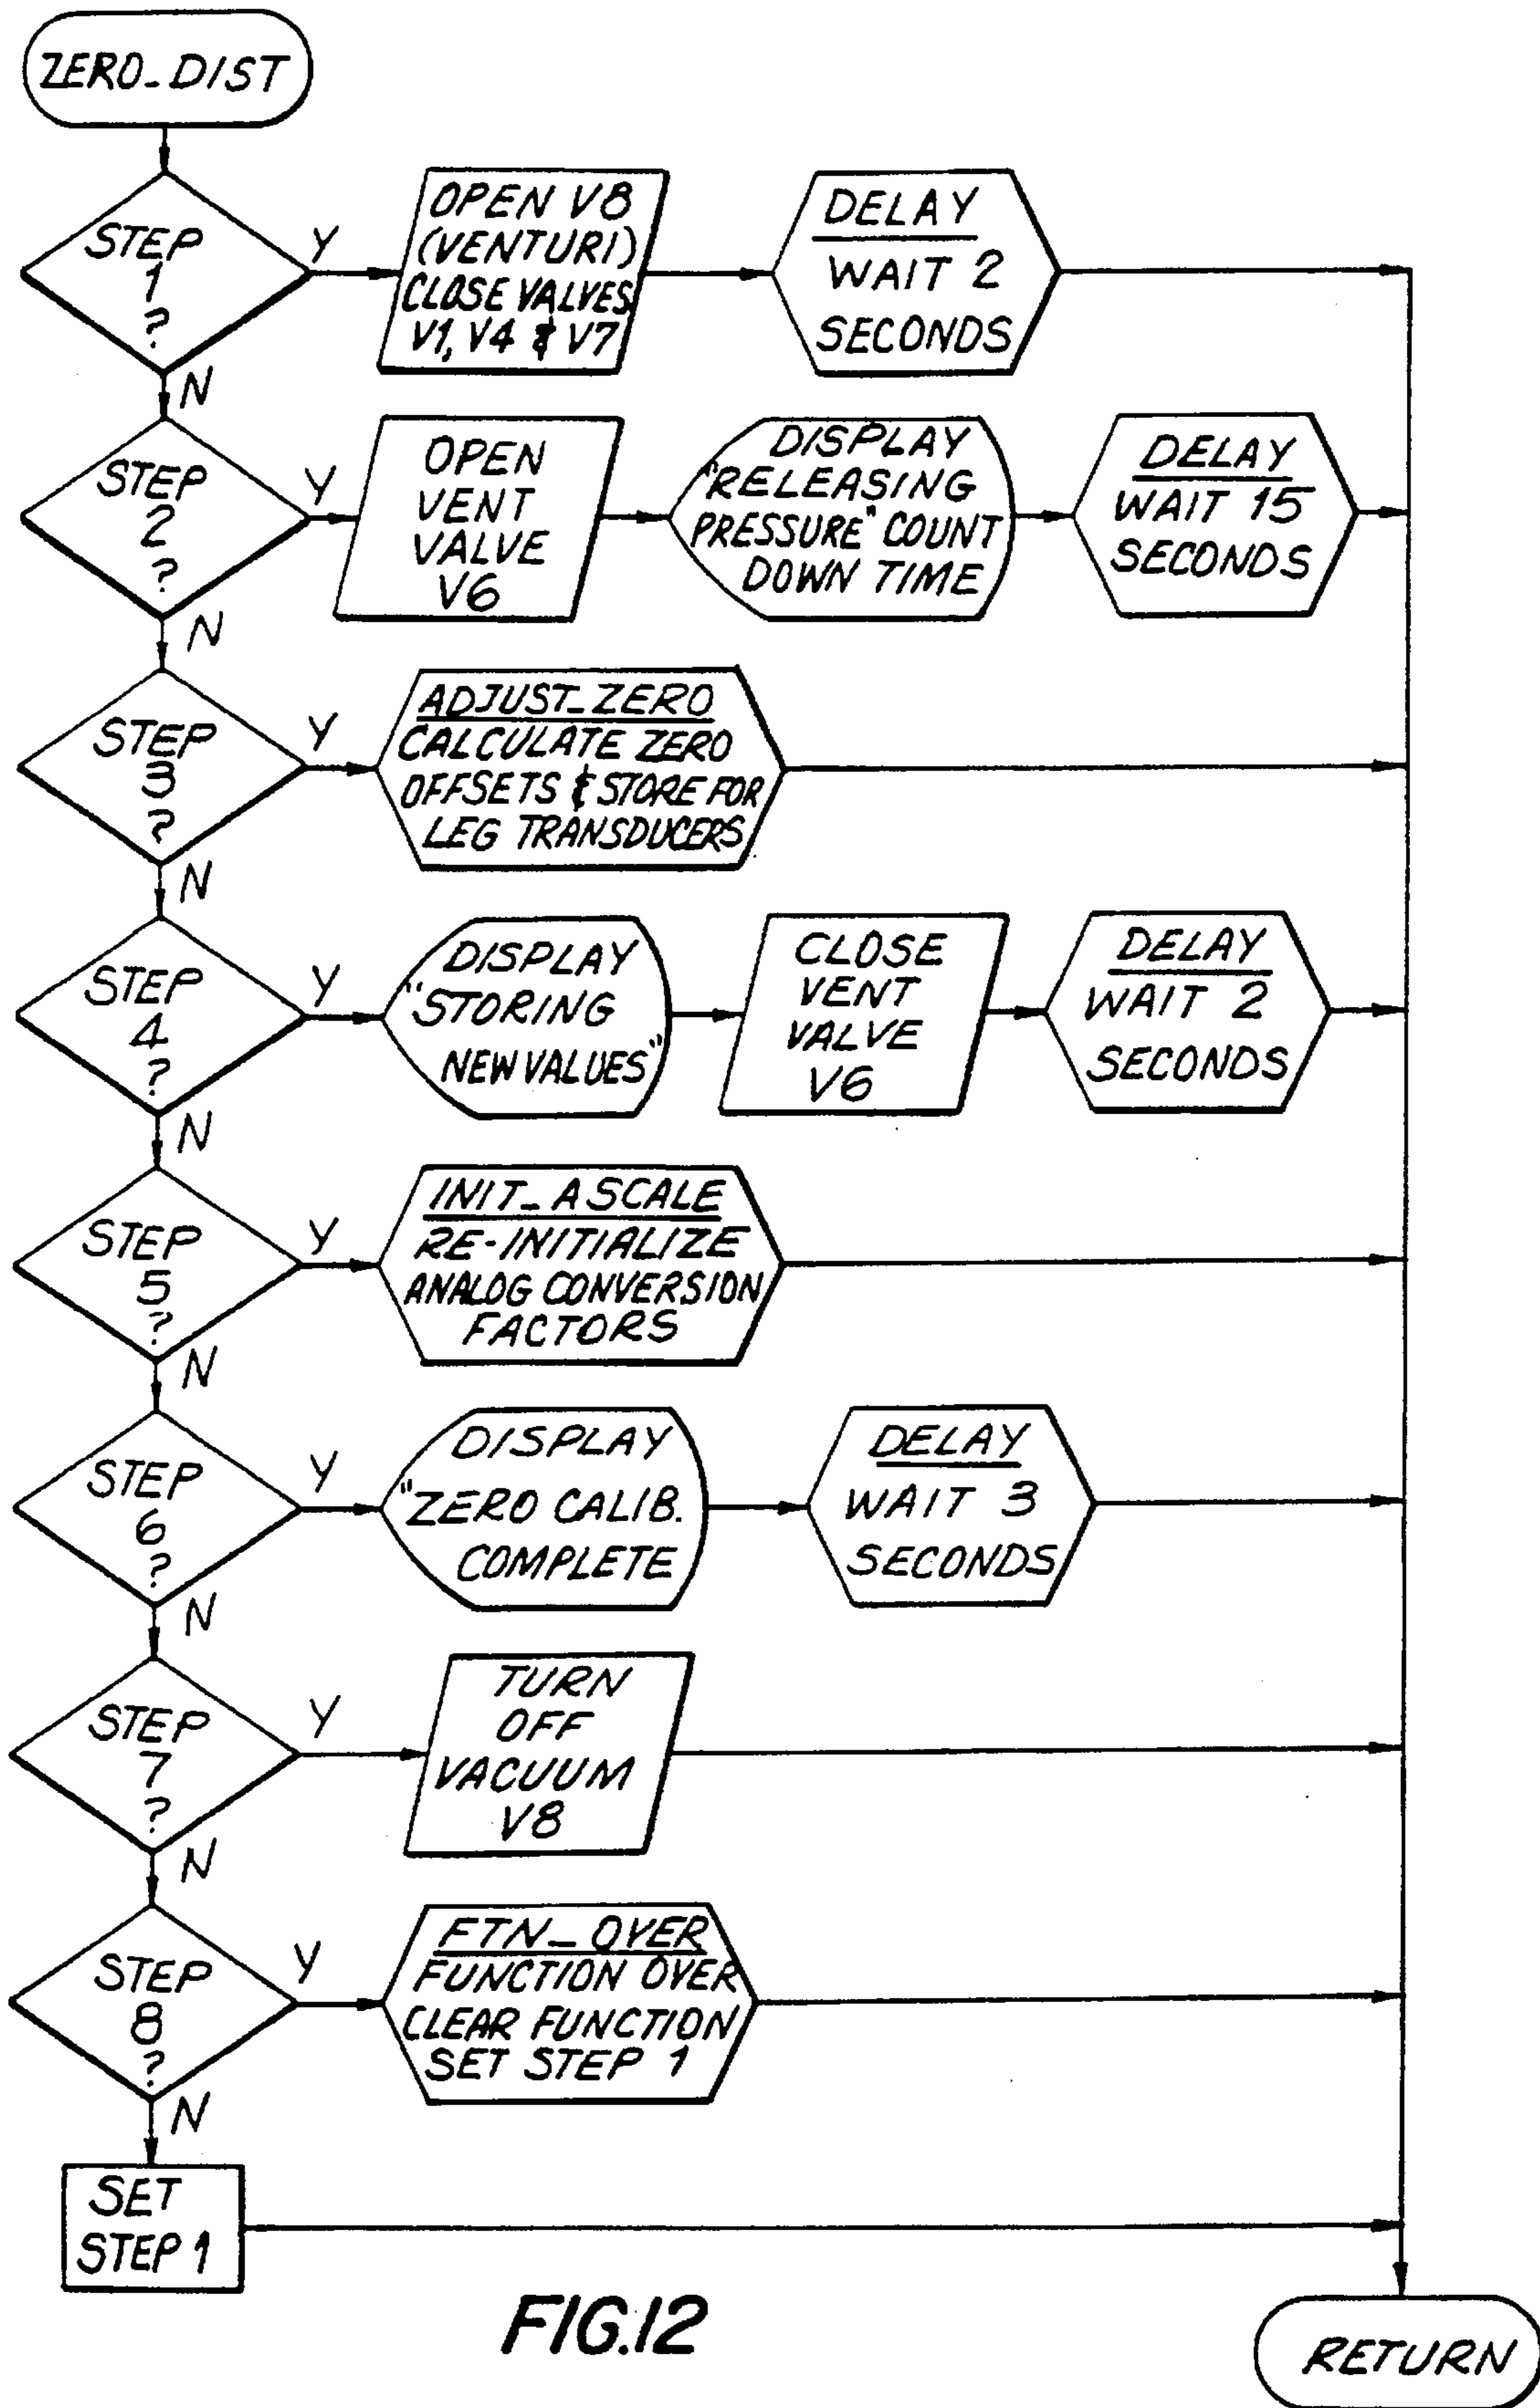 ZERO_DIST
STEP
1
?
Y
OPEN V8
(VENTURI)
CLOSE VALVES
V1, V4 & V7
DELAY
WAIT 2
SECONDS
N
STEP
2
?
Y
OPEN
VENT
VALVE
V6
DISPLAY
"RELEASING
PRESSURE" COUNT
DOWN TIME
DELAY
WAIT 15
SECONDS
N
STEP
3
?
Y
ADJUST_ZERO
CALCULATE ZERO
OFFSETS & STORE FOR
LEG TRANSDUCERS
N
STEP
4
?
Y
DISPLAY
"STORING
NEW VALUES"
CLOSE
VENT
VALVE
V6
DELAY
WAIT 2
SECONDS
N
STEP
5
?
Y
INIT_ASCALE
RE-INITIALIZE
ANALOG CONVERSION
FACTORS
N
STEP
6
?
Y
DISPLAY
"ZERO CALIB.
COMPLETE
DELAY
WAIT 3
SECONDS
N
STEP
7
?
Y
TURN
OFF
VACUUM
V8
N
STEP
8
?
Y
FTN_OVER
FUNCTION OVER
CLEAR FUNCTION
SET STEP 1
N
SET
STEP 1
FIG.12
RETURN